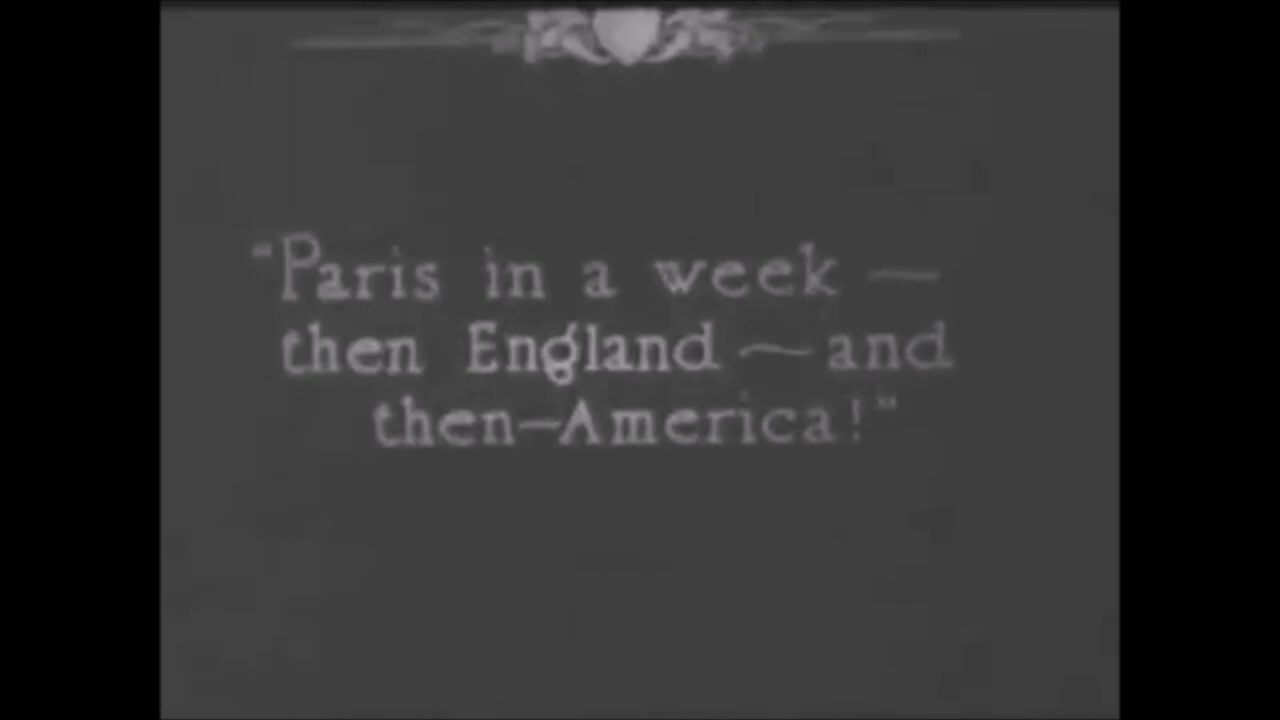 "Paris in a week —
then England — and
then—America!"